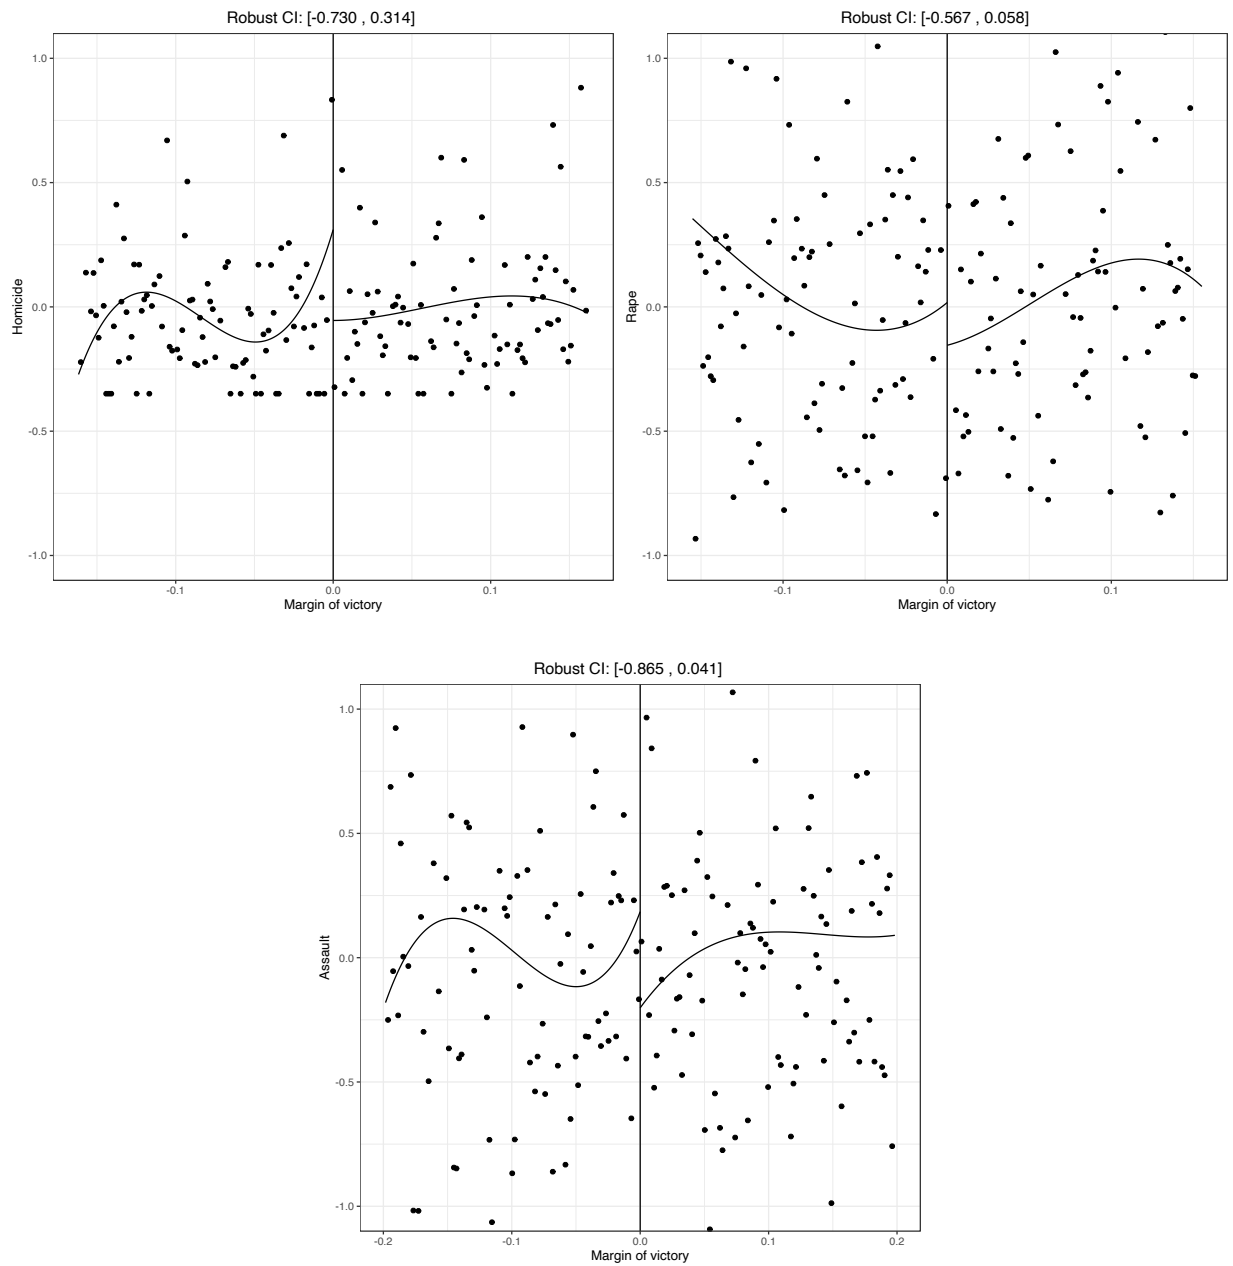 Robust CI: [-0.730 , 0.314]
1.0
0.5
0.0
-0.5
-1.0
Homicide
-0.1
0.0
0.1
Margin of victory
Robust CI: [-0.567 , 0.058]
1.0
0.5
0.0
-0.5
-1.0
Rape
-0.1
0.0
0.1
Margin of victory
Robust CI: [-0.865 , 0.041]
1.0
0.5
0.0
-0.5
-1.0
Assault
-0.2
-0.1
0.0
0.1
0.2
Margin of victory